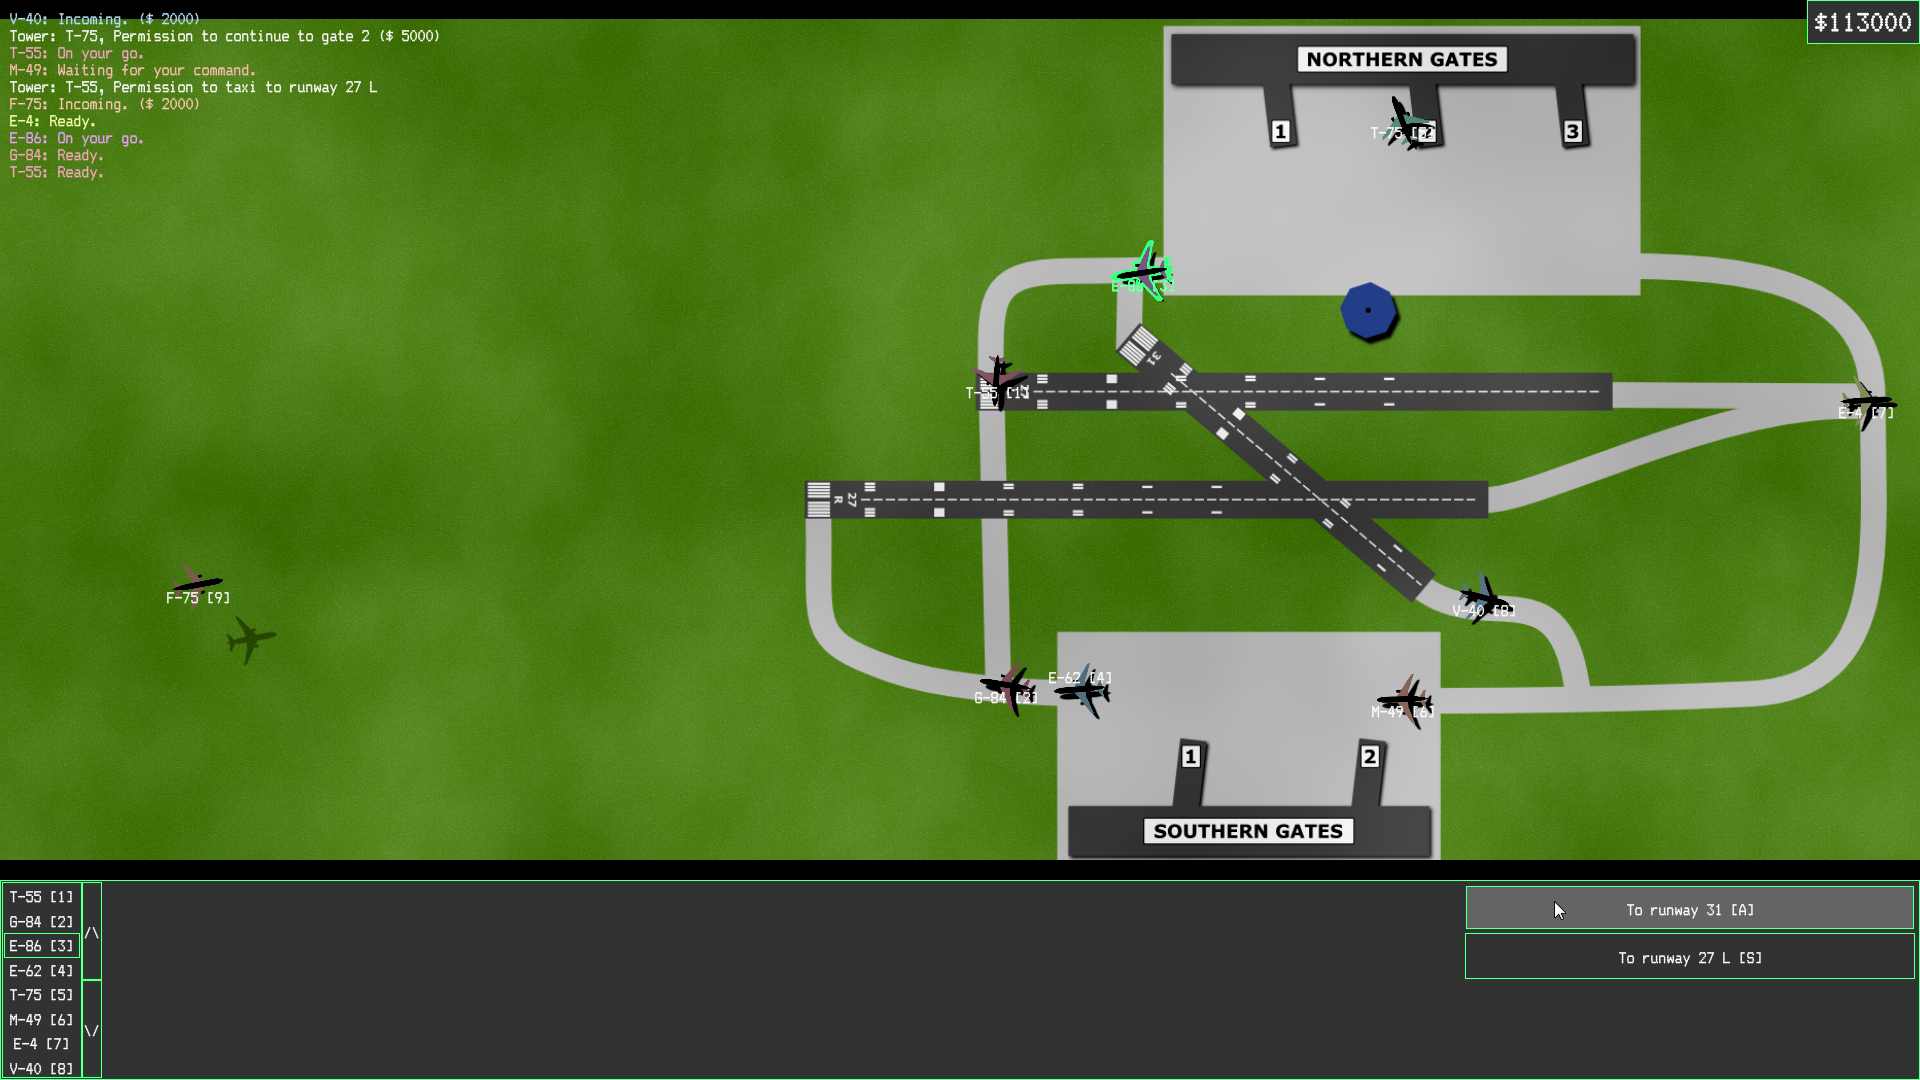 V-40: Incoming. ($ 2000)
Tower: T-75, Permission to continue to gate 2 ($ 5000)
T-55: On your go.
M-49: Waiting for your command.
Tower: T-55, Permission to taxi to runway 27 L
F-75: Incoming. ($ 2000)
E-4: Ready.
E-86: On your go.
G-84: Ready.
T-55: Ready.
$113000
NORTHERN GATES
1
3
T-75
31
T-55 [1]
E-4 [7]
27
R
F-75 [9]
V-40 [8]
E-62 [4]
G-84 [2]
M-49 [6]
1
2
SOUTHERN GATES
T-55 [1]
G-84 [2]
E-86 [3]
E-62 [4]
T-75 [5]
M-49 [6]
E-4 [7]
V-40 [8]
/\
\/
To runway 31 [A]
To runway 27 L [S]